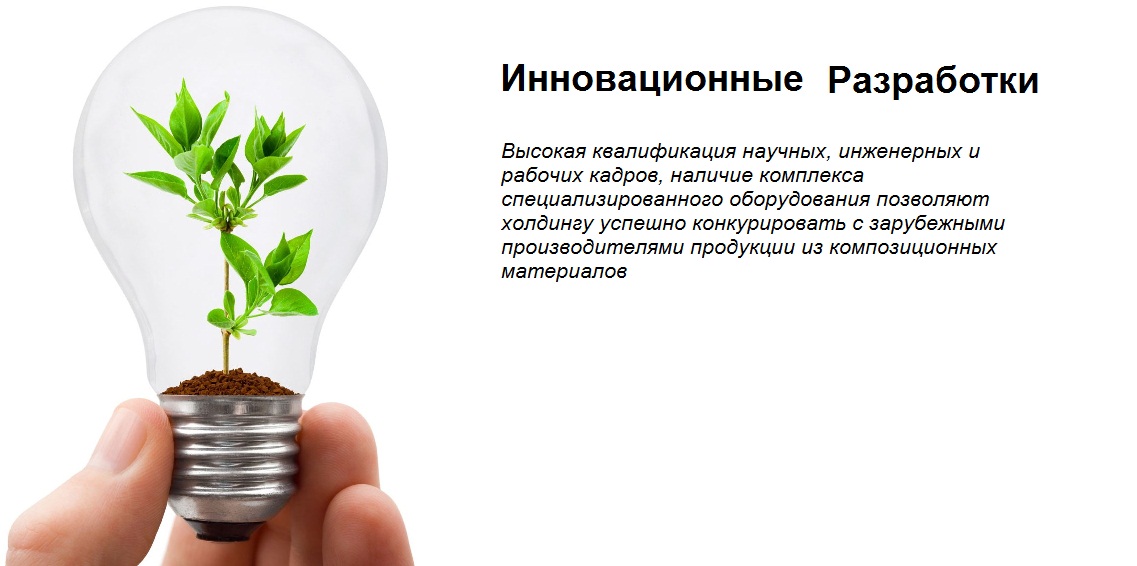 Инновационные Разработки
Высокая квалификация научных, инженерных и
рабочих кадров, наличие комплекса
специализированного оборудования позволяют
холдингу успешно конкурировать с зарубежными
производителями продукции из композиционных
материалов